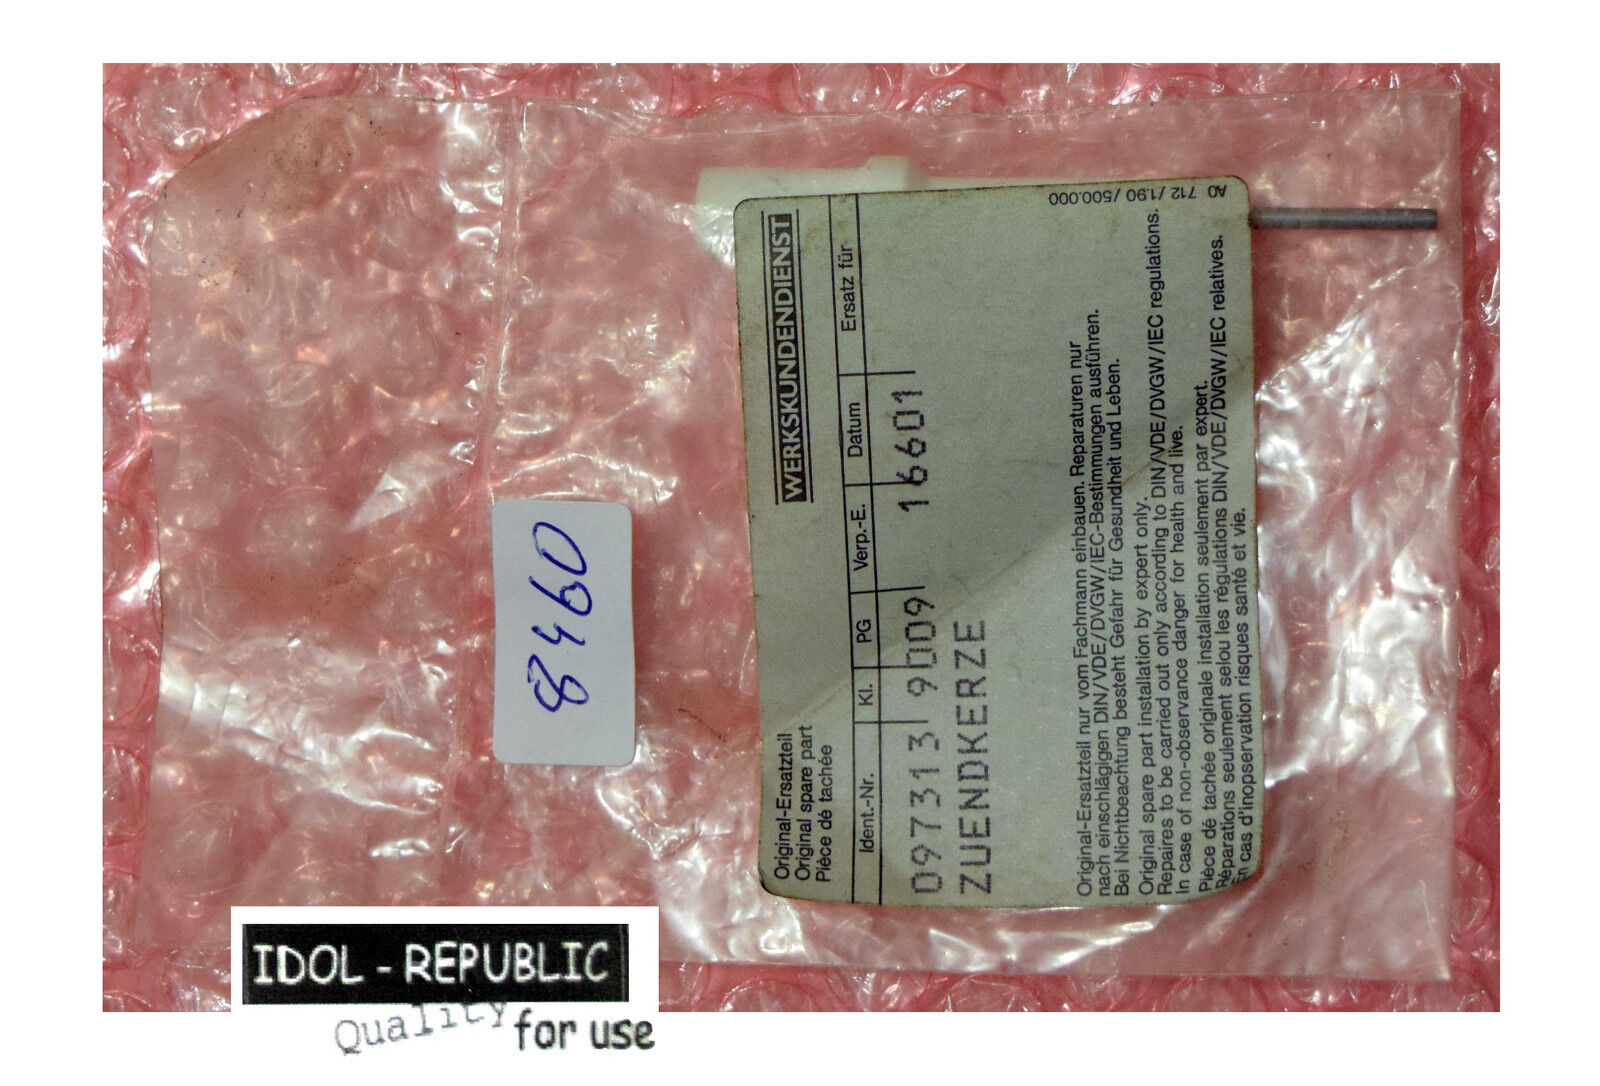 AO 712 /1.90 /500.000
WERKSKUNDENDIENST
Original-Ersatzteil
Original spare part
Pièce dé tachée
Ident.-Nr. Kl. PG Verp.-E. Datum Ersatz für
097313 9009 16601
ZUENDKERZE
Original-Ersatzteil nur vom Fachmann einbauen. Reparaturen nur
nach einschlägigen DIN/VDE/DVGW/IEC-Bestimmungen ausführen.
Bei Nichtbeachtung besteht Gefahr für Gesundheit und Leben.
Original spare part installation by expert only.
Repaires to be carried out only according to DIN/VDE/DVGW/IEC regulations.
In case of non-observance danger for health and live.
Pièce dé tachée originale installation seulement par expert.
Réparations seulement selou les régulations DIN/VDE/DVGW/IEC relatives.
En cas d'inopservation risques santé et vie.
8460
IDOL - REPUBLIC
Quality for use